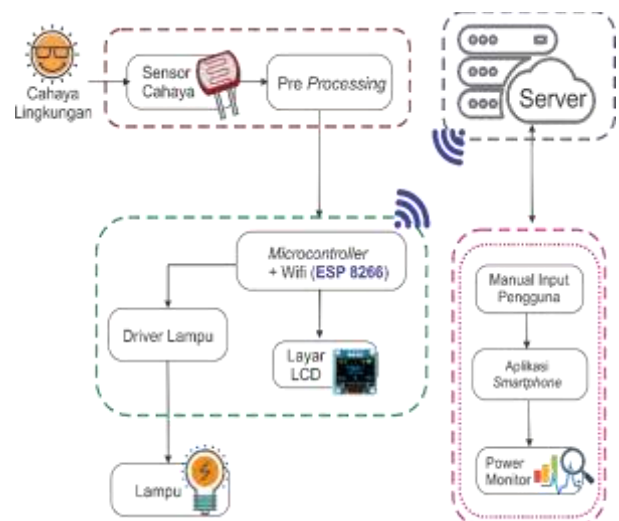 Cahaya
Lingkungan
Sensor
Cahaya
Pre Processing
Server
Microcontroller
+ Wifi (ESP 8266)
Driver Lampu
Layar
LCD
Lampu
Manual Input
Pengguna
Aplikasi
Smartphone
Power
Monitor